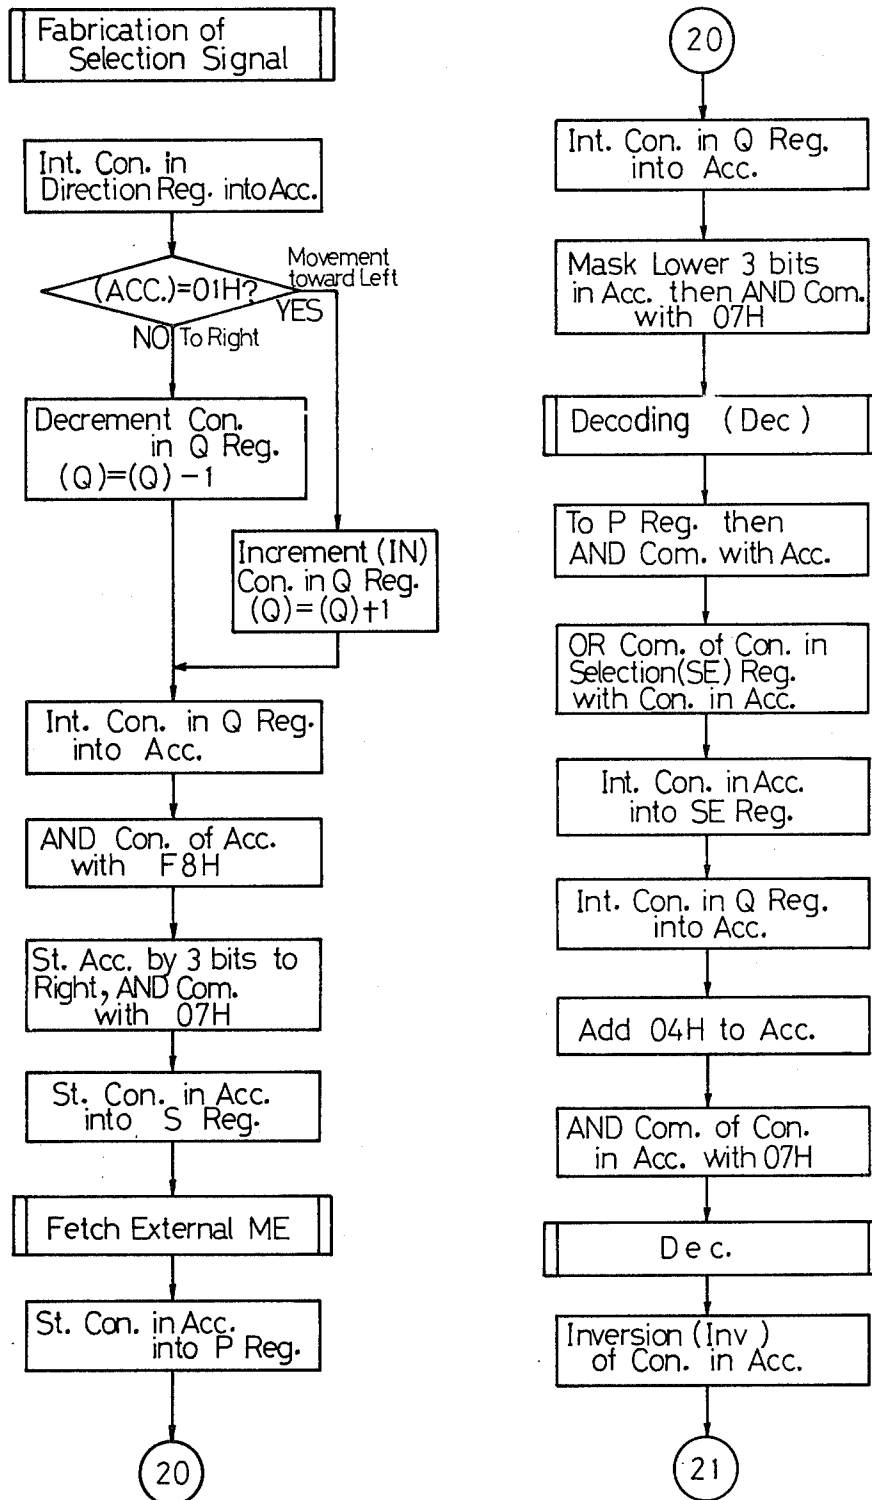 Fabrication of
Selection Signal
Int. Con. in
Direction Reg. into Acc.
(ACC.)=01H?
Movement
toward Left
YES
NO To Right
Decrement Con.
in Q Reg.
(Q)=(Q)-1
Increment (IN)
Con. in Q Reg.
(Q)=(Q)+1
Int. Con. in Q Reg.
into Acc.
AND Con. of Acc.
with F8H
St. Acc. by 3 bits to
Right, AND Com.
with 07H
St. Con. in Acc.
into S Reg.
Fetch External ME
St. Con. in Acc.
into P Reg.
20
20
Int. Con. in Q Reg.
into Acc.
Mask Lower 3 bits
in Acc. then AND Com.
with 07H
Decoding (Dec)
To P Reg. then
AND Com. with Acc.
OR Com. of Con. in
Selection(SE) Reg.
with Con. in Acc.
Int. Con. in Acc.
into SE Reg.
Int. Con. in Q Reg.
into Acc.
Add 04H to Acc.
AND Com. of Con.
in Acc. with 07H
Dec.
Inversion (Inv)
of Con. in Acc.
21